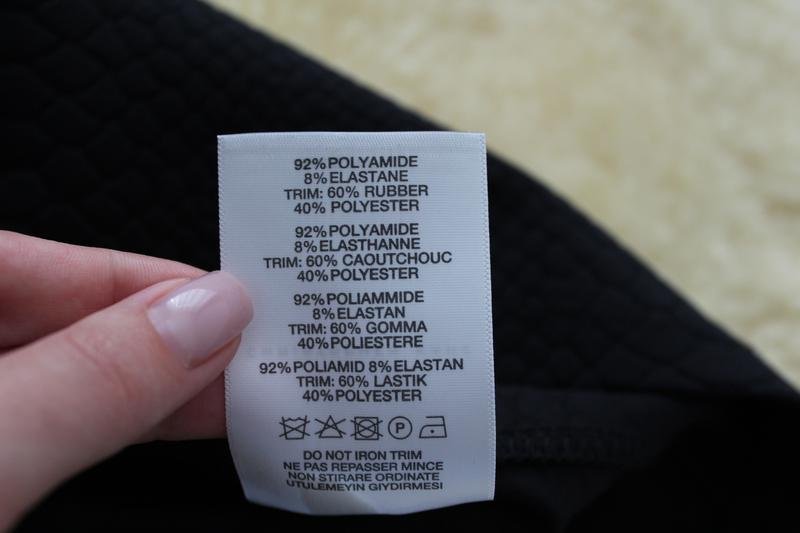 92% POLYAMIDE
8% ELASTANE
TRIM: 60% RUBBER
40% POLYESTER
92% POLYAMIDE
8% ELASTHANNE
TRIM: 60% CAOUTCHOUC
40% POLYESTER
92% POLIAMMIDE
8% ELASTAN
TRIM: 60% GOMMA
40% POLIESTERE
92% POLIAMID 8% ELASTAN
TRIM: 60% LASTIK
40% POLYESTER
P
DO NOT IRON TRIM
NE PAS REPASSER MINCE
NON STIRARE ORDINATE
UTULEMEYIN GIYDIRMESI